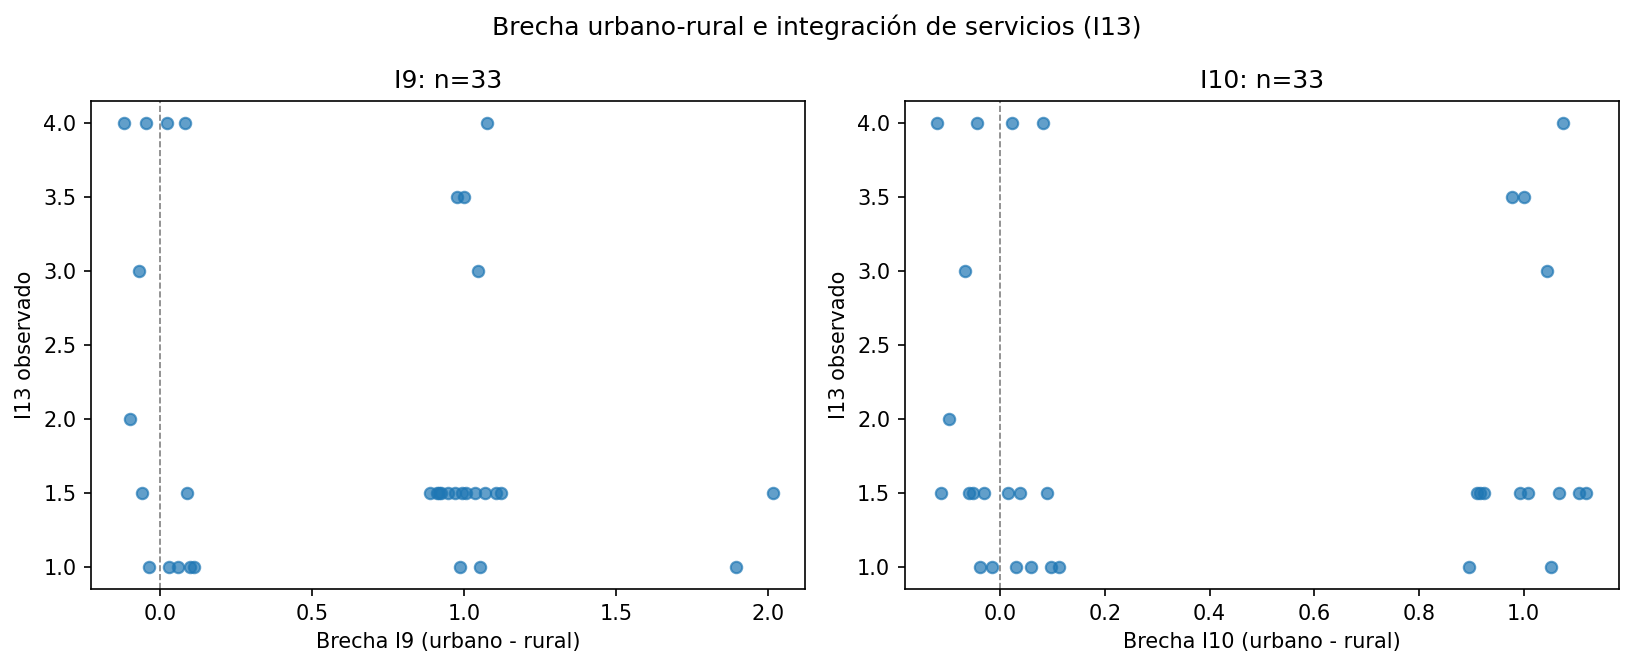 Brecha urbano-rural e integración de servicios (I13)
I9: n=33
4.0
3.5
3.0
2.5
2.0
1.5
1.0
I13 observado
0.0 0.5 1.0 1.5 2.0
Brecha I9 (urbano - rural)
I10: n=33
4.0
3.5
3.0
2.5
2.0
1.5
1.0
I13 observado
0.0 0.2 0.4 0.6 0.8 1.0
Brecha I10 (urbano - rural)